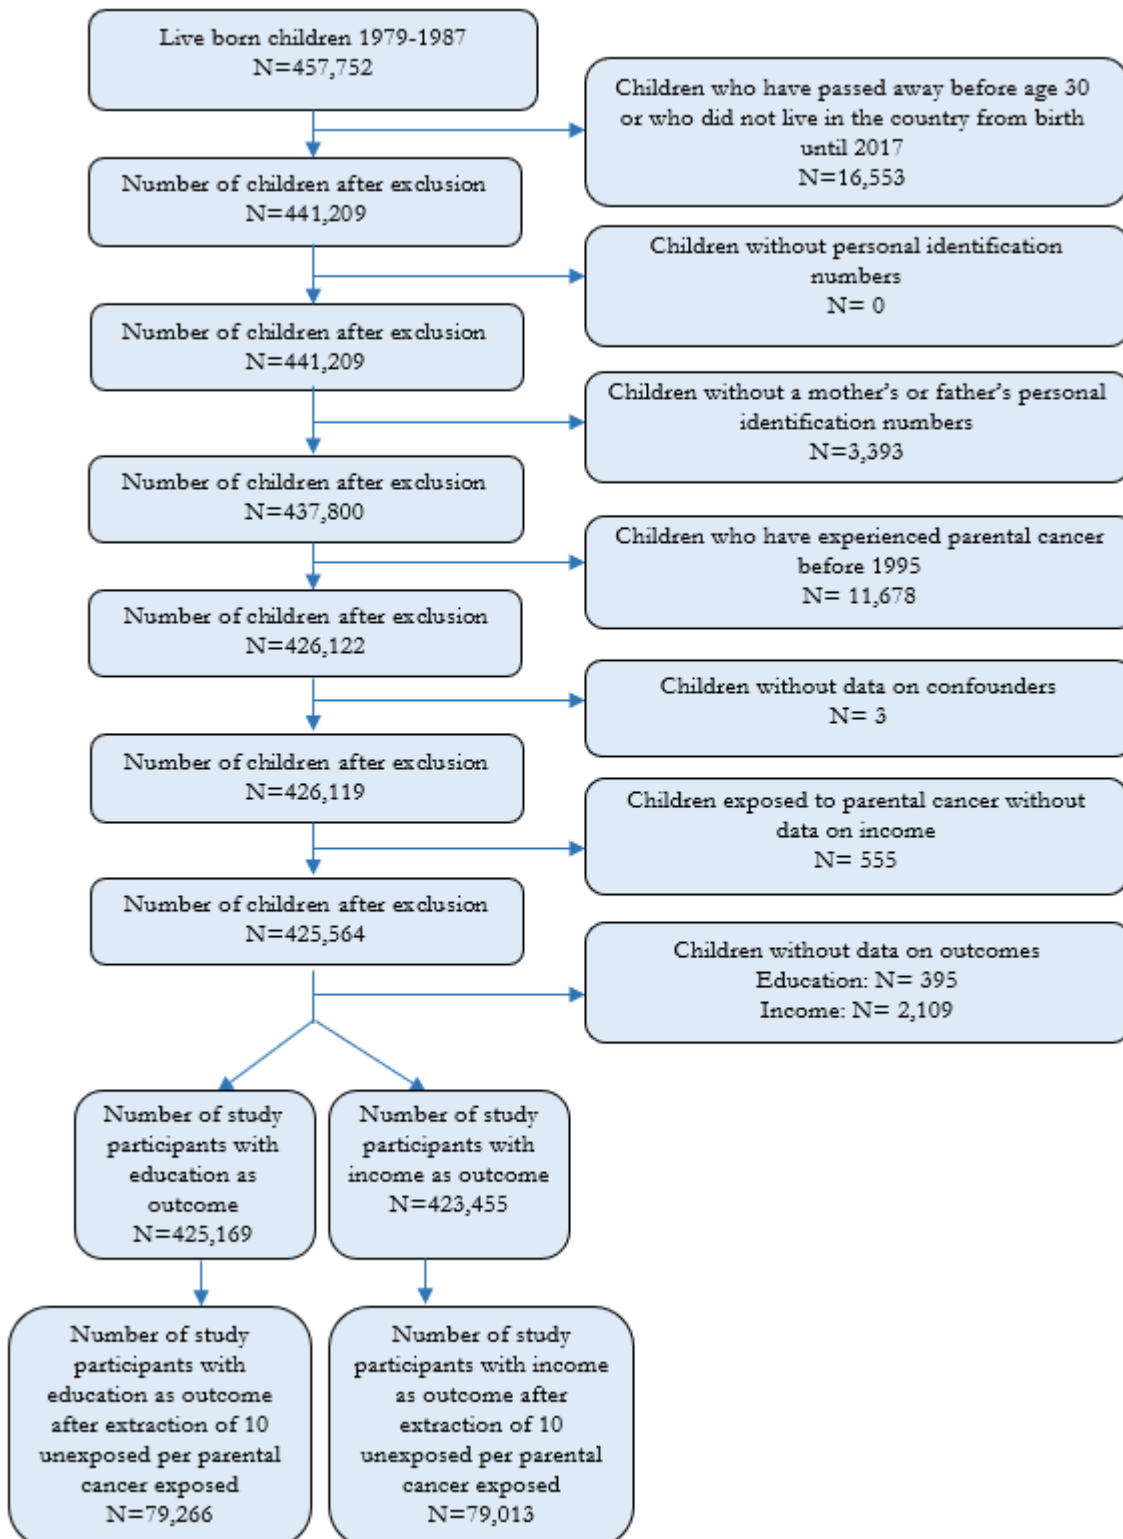 Live born children 1979-1987
N=457,752
Children who have passed away before age 30
or who did not live in the country from birth
until 2017
N=16,553
Number of children after exclusion
N=441,209
Children without personal identification
numbers
N= 0
Number of children after exclusion
N=441,209
Children without a mother’s or father’s personal
identification numbers
N=3,393
Number of children after exclusion
N=437,800
Children who have experienced parental cancer
before 1995
N= 11,678
Number of children after exclusion
N=426,122
Children without data on confounders
N= 3
Number of children after exclusion
N=426,119
Children exposed to parental cancer without
data on income
N= 555
Number of children after exclusion
N=425,564
Children without data on outcomes
Education: N= 395
Income: N= 2,109
Number of study
participants with
education as
outcome
N=425,169
Number of study
participants with
income as outcome
N=423,455
Number of study
participants with
education as outcome
after extraction of 10
unexposed per parental
cancer exposed
N=79,266
Number of study
participants with income
as outcome after
extraction of 10
unexposed per parental
cancer exposed
N=79,013